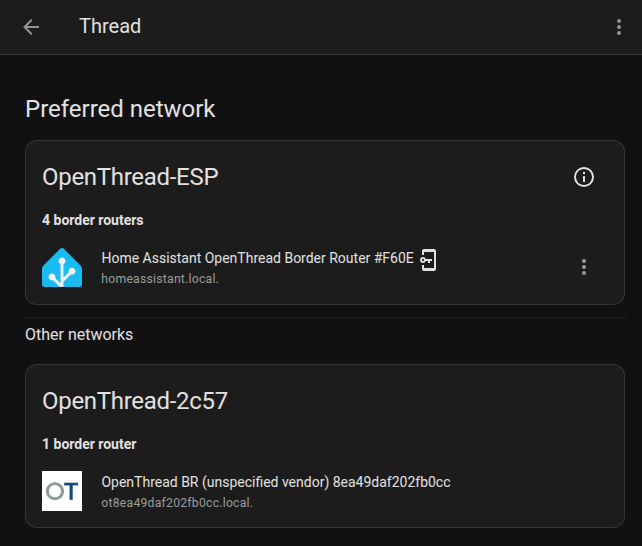 Thread
Preferred network
OpenThread-ESP
4 border routers
Home Assistant OpenThread Border Router #F60E
homeassistant.local.
Other networks
OpenThread-2c57
1 border router
OT
OpenThread BR (unspecified vendor) 8ea49daf202fb0cc
ot8ea49daf202fb0cc.local.